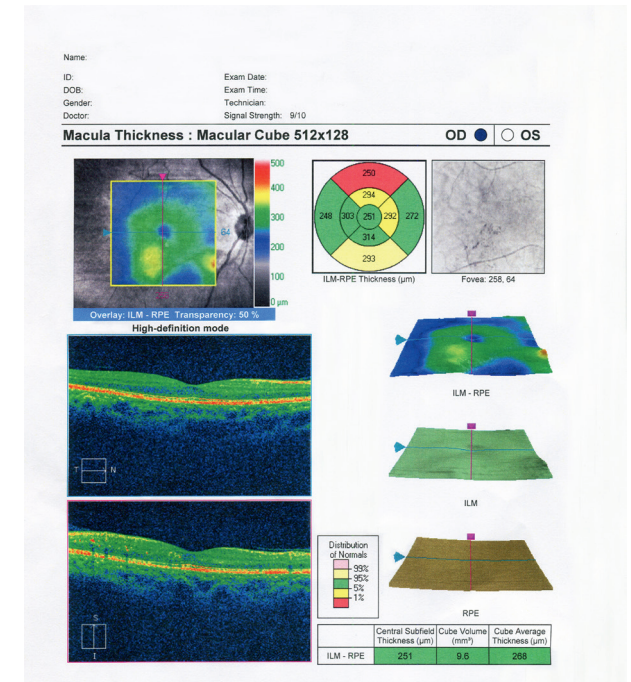 Name:
ID: Exam Date:
DOB: Exam Time:
Gender: Technician:
Doctor: Signal Strength: 9/10
Macula Thickness : Macular Cube 512x128 OD OS
500
400
300
200
100
0 µm
64
Overlay: ILM - RPE Transparency: 50 %
250
294
248 303 251 292 272
314
293
ILM-RPE Thickness (µm)
Fovea: 258, 64
High-definition mode
T N
ILM - RPE
ILM
S
I
Distribution
of Normals
99%
95%
5%
1%
RPE
Central Subfield Thickness (µm) Cube Volume (mm³) Cube Average Thickness (µm)
ILM - RPE 251 9.6 268